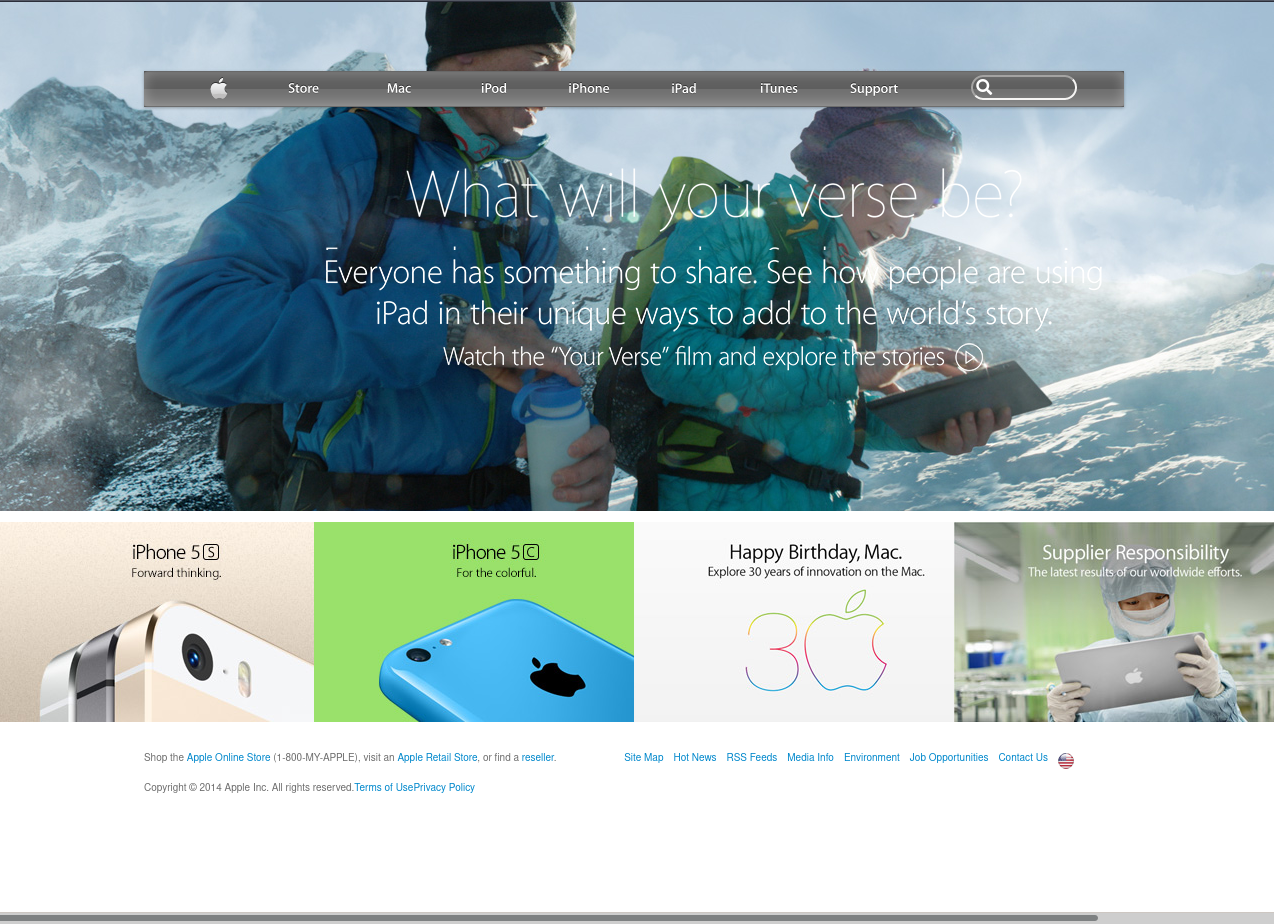 Store Mac iPod iPhone iPad iTunes Support
What will your verse be?
Everyone has something to share. See how people are using
iPad in their unique ways to add to the world's story.
Watch the “Your Verse” film and explore the stories
iPhone 5S
Forward thinking.
iPhone 5C
For the colorful.
Happy Birthday, Mac.
Explore 30 years of innovation on the Mac.
30
Supplier Responsibility
The latest results of our worldwide efforts.
Shop the Apple Online Store (1-800-MY-APPLE), visit an Apple Retail Store, or find a reseller.
Site Map Hot News RSS Feeds Media Info Environment Job Opportunities Contact Us
Copyright © 2014 Apple Inc. All rights reserved.Terms of UsePrivacy Policy